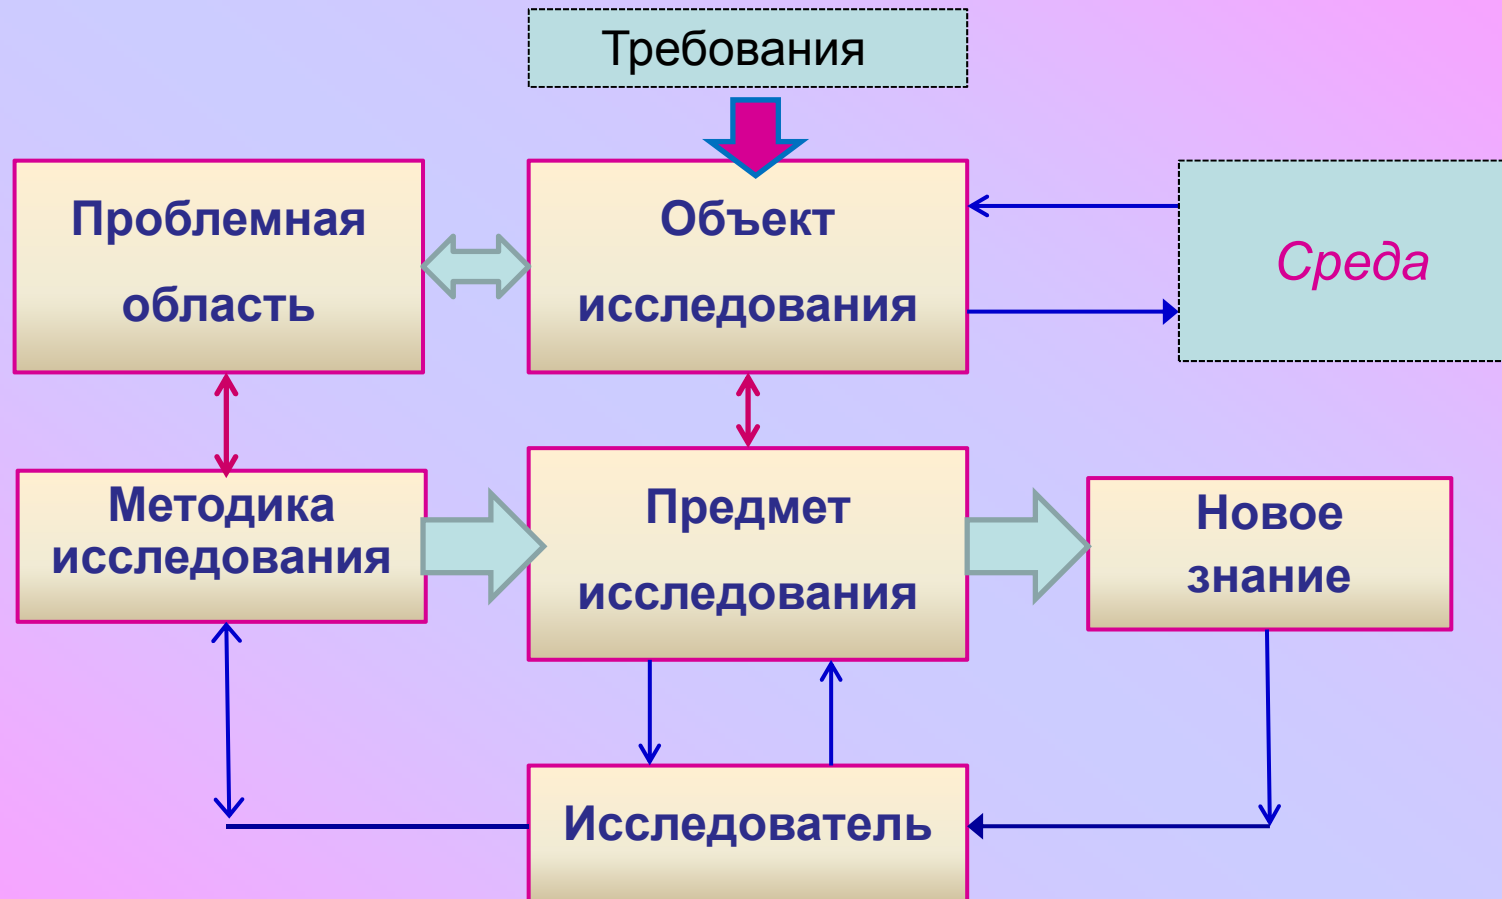 Требования
Проблемная
область
Объект
исследования
Среда
Методика
исследования
Предмет
исследования
Новое
знание
Исследователь